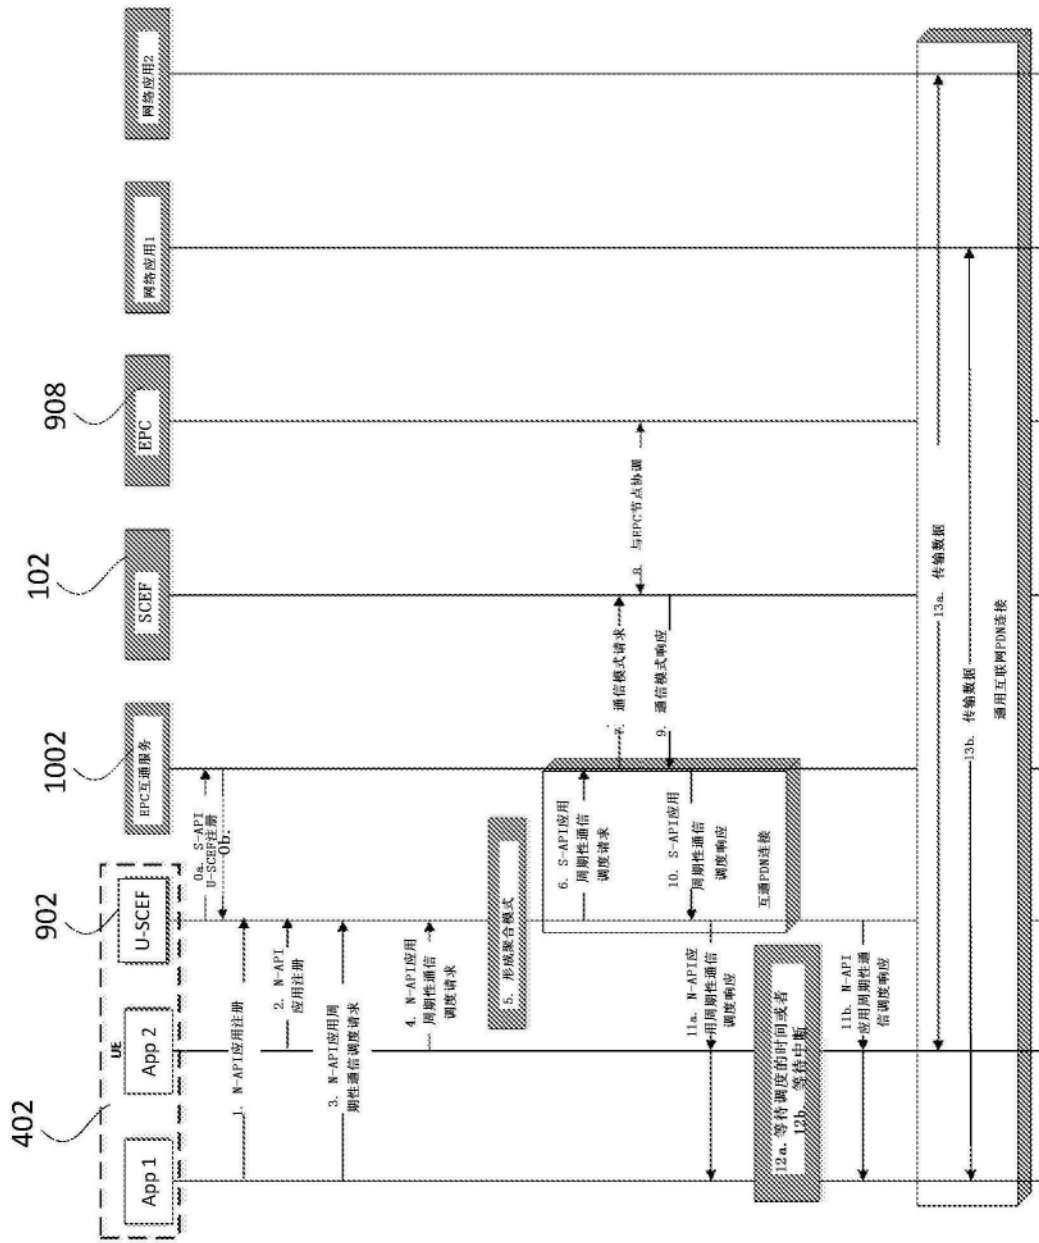 402
902
1002
102
908
UE
App 1
App 2
U-SCEF
EPC互通服务
SCEF
EPC
网络应用1
网络应用2
0a. S-API
U-SCEF注册
0b.
1. N-API应用注册
2. N-API
应用注册
3. N-API应用周
期性通信调度请求
4. N-API应用
周期性通信
调度请求
5. 形成聚合模式
6. S-API应用
周期性通信
调度请求
7. 通信模式请求
8. 与EPC节点协调
9. 通信模式响应
10. S-API应用
周期性通信
调度响应
互通PDN连接
11a. N-API应
用周期性通信
调度响应
12a. 等待调度的时间或者
12b. 等待中断
11b. N-API
应用周期性通
信调度响应
13a. 传输数据
13b. 传输数据
通用互联网PDN连接